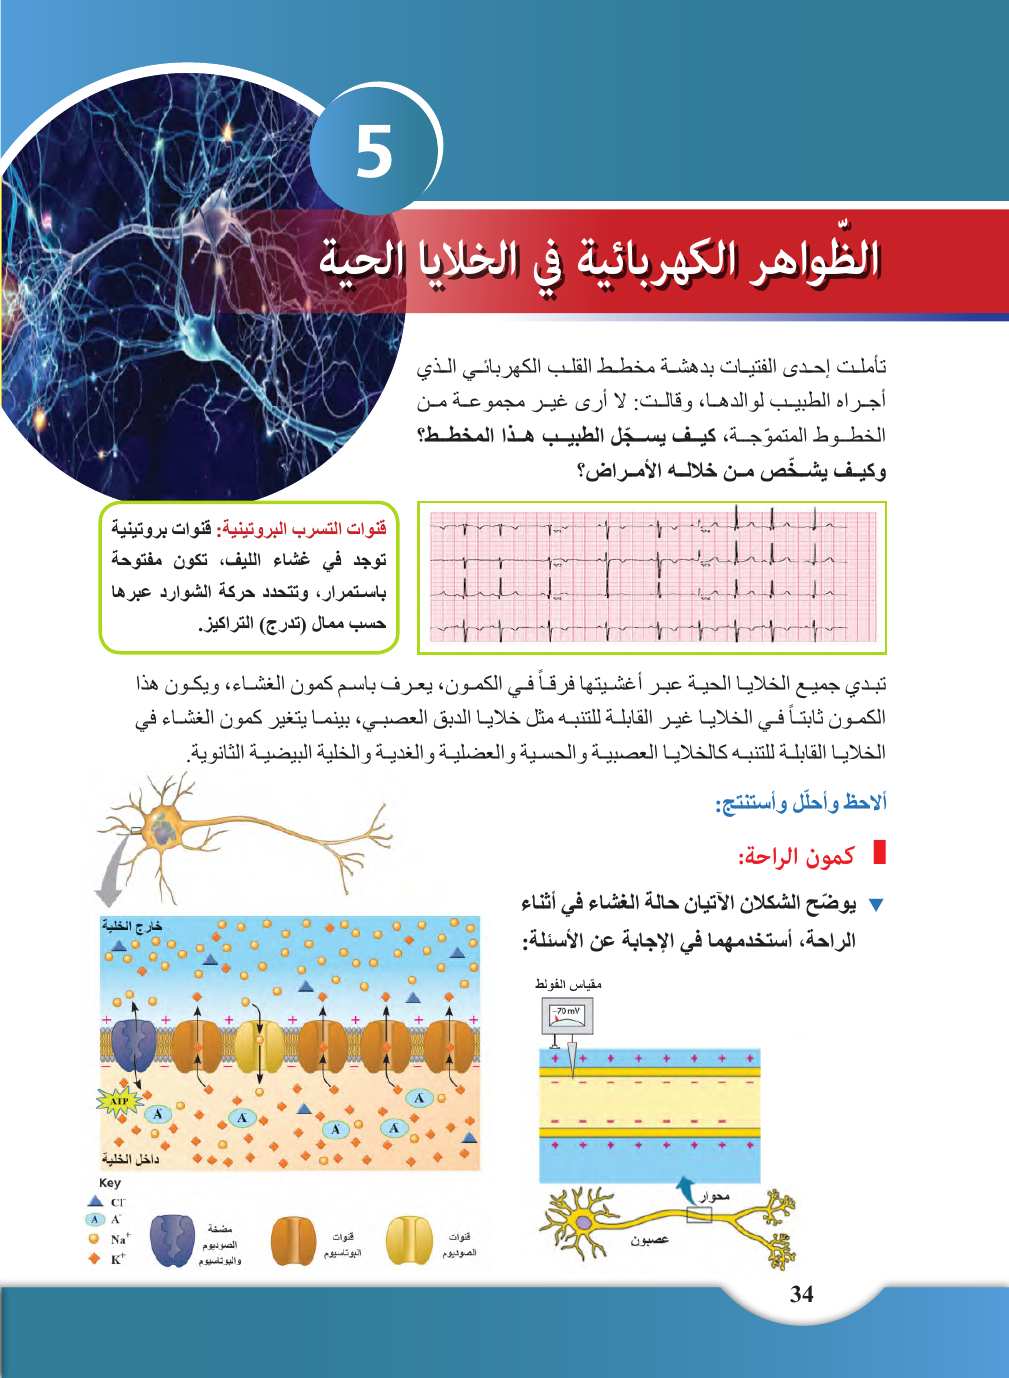 5
الظّواهر الكهربائية في الخلايا الحية
تأملت إحدى الفتيات بدهشة مخطط القلب الكهربائي الذي
أجراه الطبيب لوالدها، وقالت: لا أرى غير مجموعة من
الخطوط المتموّجة، كيف يسجّل الطبيب هذا المخطط؟
وكيف يشخّص من خلاله الأمراض؟
قنوات التسرب البروتينية: قنوات بروتينية
توجد في غشاء الليف، تكون مفتوحة
باستمرار، وتتحدد حركة الشوارد عبرها
حسب ممال (تدرج) التراكيز.
تبدي جميع الخلايا الحية عبر أغشيتها فرقاً في الكمون، يعرف باسم كمون الغشاء، ويكون هذا
الكمون ثابتاً في الخلايا غير القابلة للتنبه مثل خلايا الدبق العصبي، بينما يتغير كمون الغشاء في
الخلايا القابلة للتنبه كالخلايا العصبية والحسية والعضلية والغدية والخلية البيضية الثانوية.
ألاحظ وأحلّل وأستنتج:
كمون الراحة:
يوضّح الشكلان الآتيان حالة الغشاء في أثناء
الراحة، أستخدمهما في الإجابة عن الأسئلة:
مقياس الفولط
-70 mV
محوار
عصبون
خارج الخلية
ATP
A⁻
A⁻
A⁻
A⁻
A⁻
داخل الخلية
Key
Cl⁻
A A⁻
Na⁺
K⁺
مضخة
الصوديوم
والبوتاسيوم
قنوات
البوتاسيوم
قنوات
الصوديوم
34